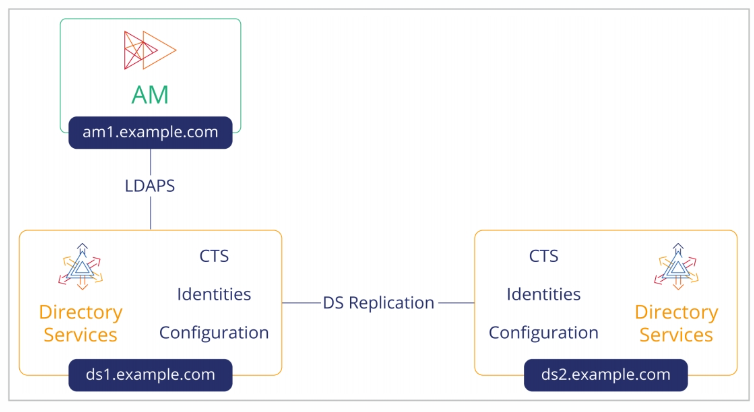 AM
am1.example.com
LDAPS
Directory
Services
CTS
Identities
Configuration
ds1.example.com
DS Replication
CTS
Identities
Configuration
Directory
Services
ds2.example.com